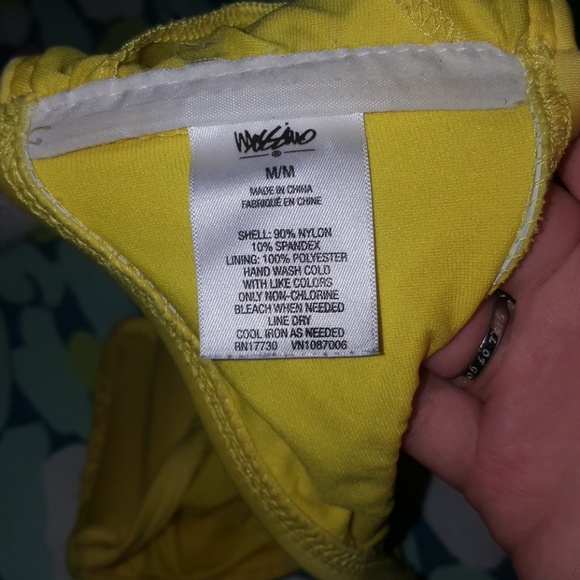 Mossimo
®
M/M
MADE IN CHINA
FABRIQUÉ EN CHINE
SHELL: 90% NYLON
10% SPANDEX
LINING: 100% POLYESTER
HAND WASH COLD
WITH LIKE COLORS
ONLY NON-CHLORINE
BLEACH WHEN NEEDED
LINE DRY
COOL IRON AS NEEDED
RN17730 VN1087006